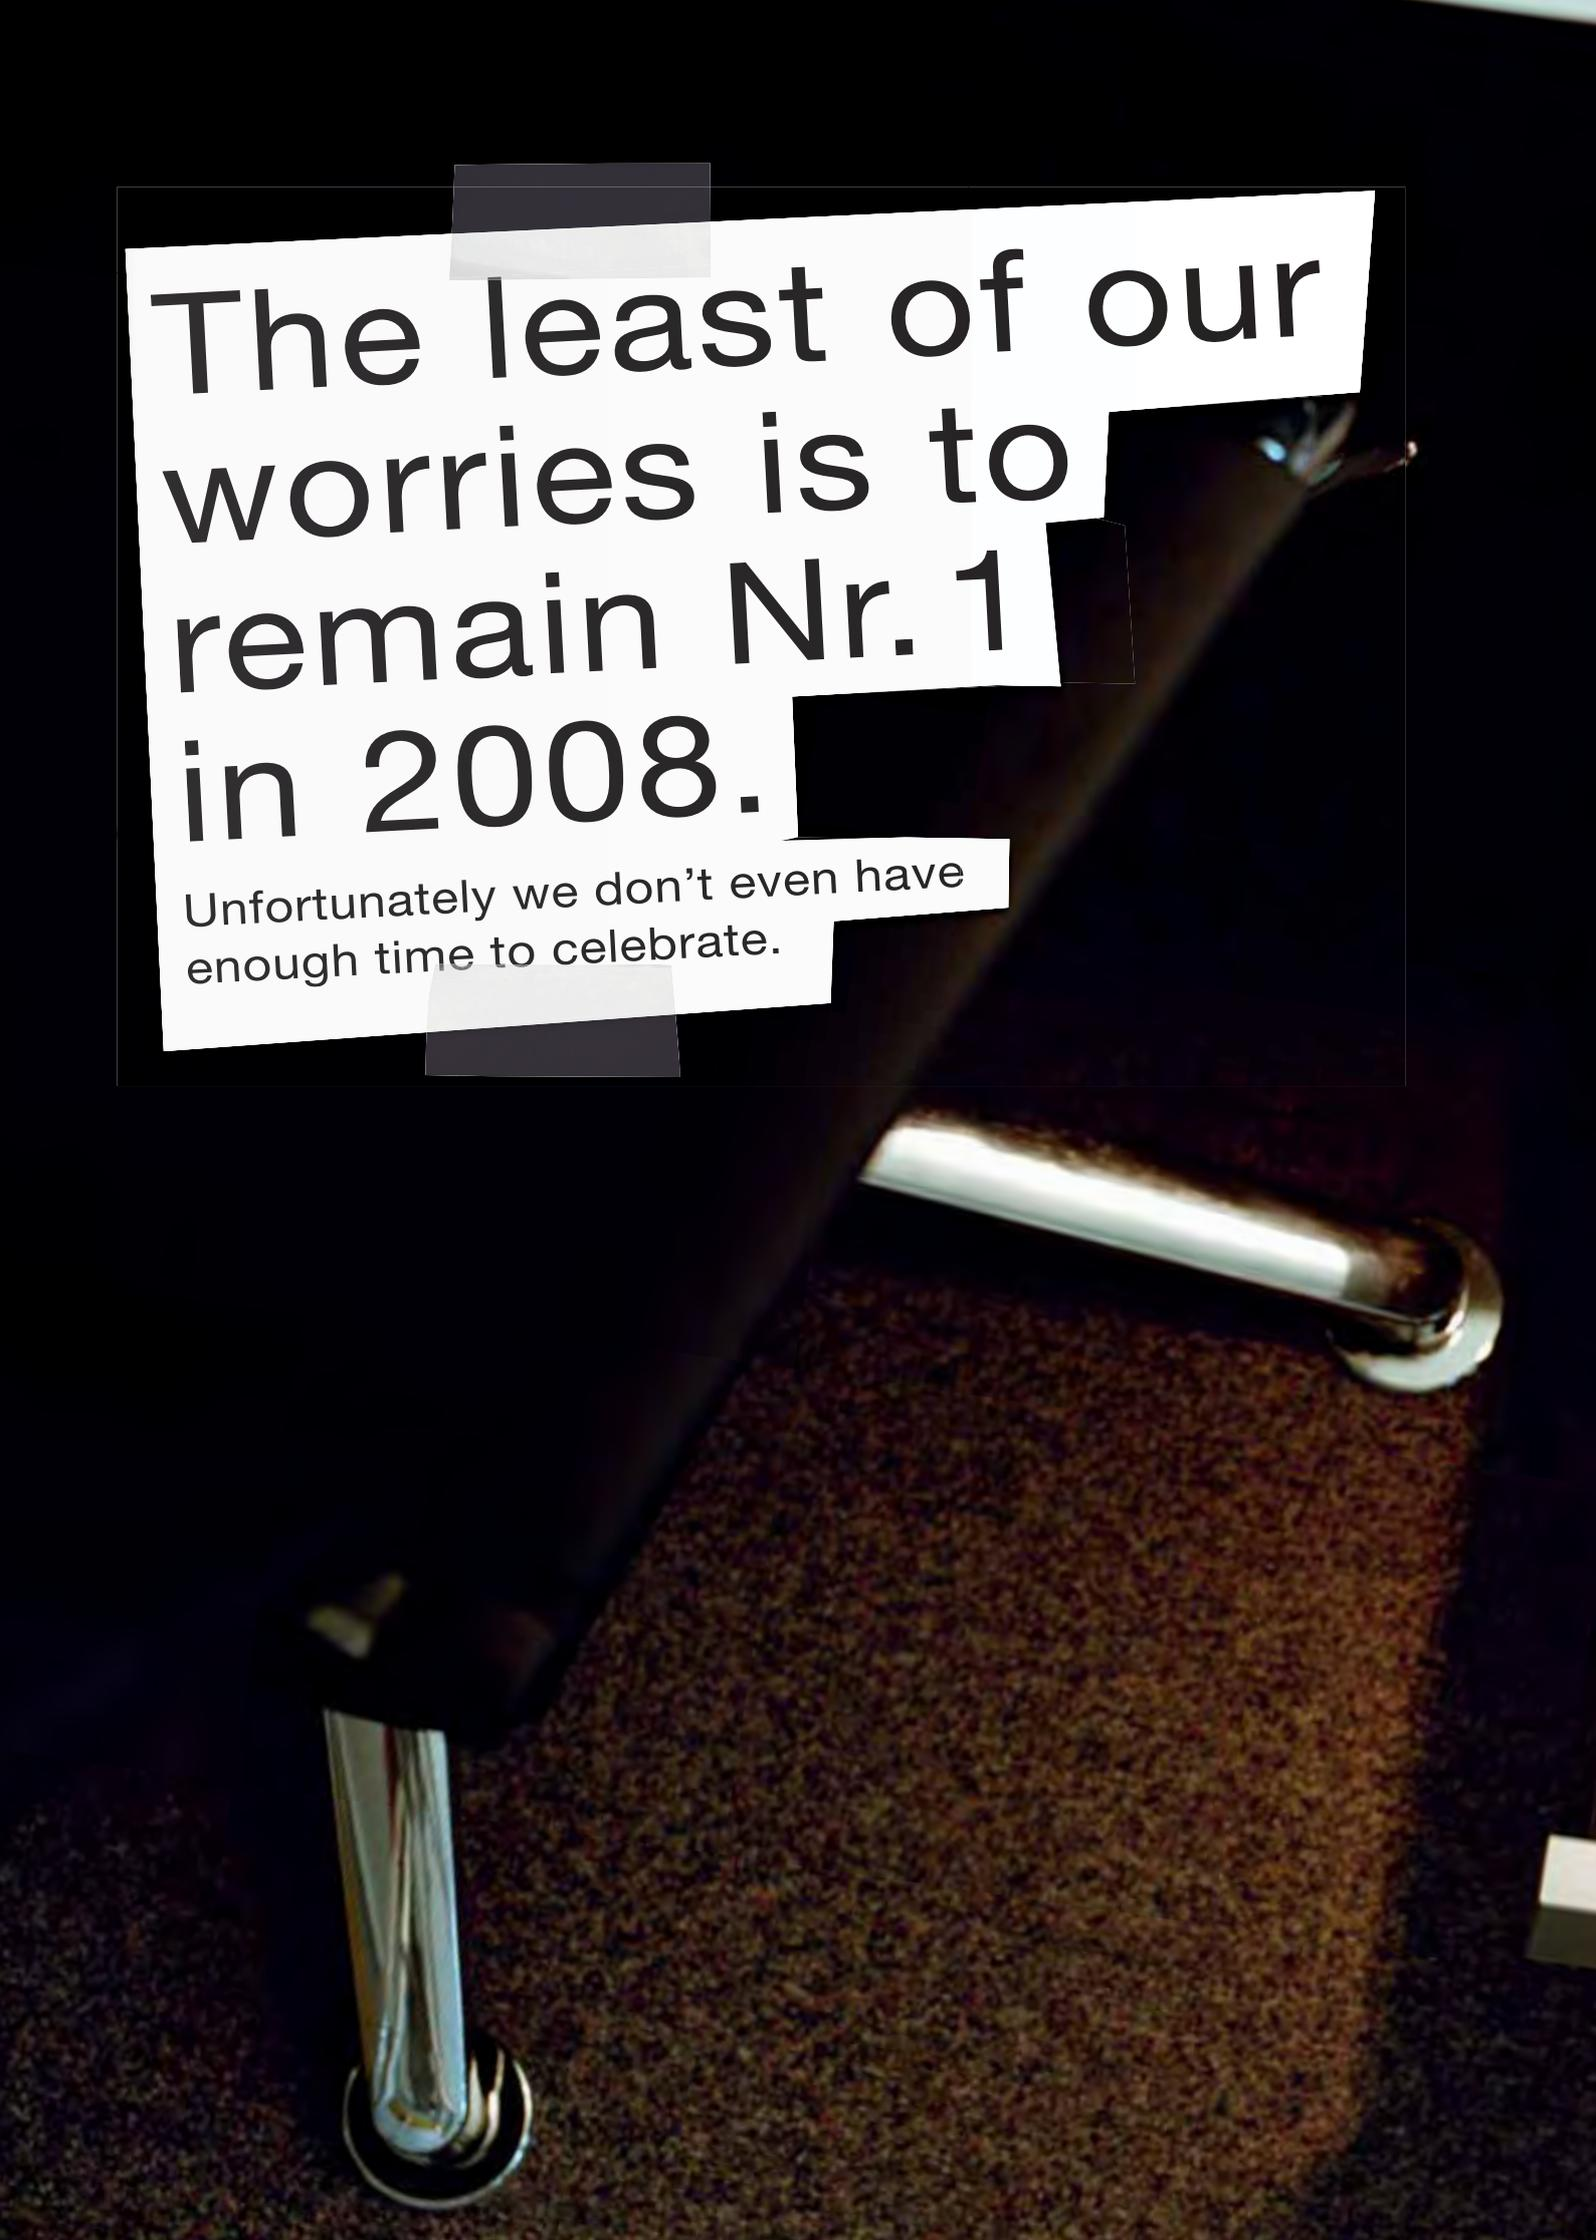 The least of our
worries is to
remain Nr. 1
in 2008.
Unfortunately we don’t even have
enough time to celebrate.